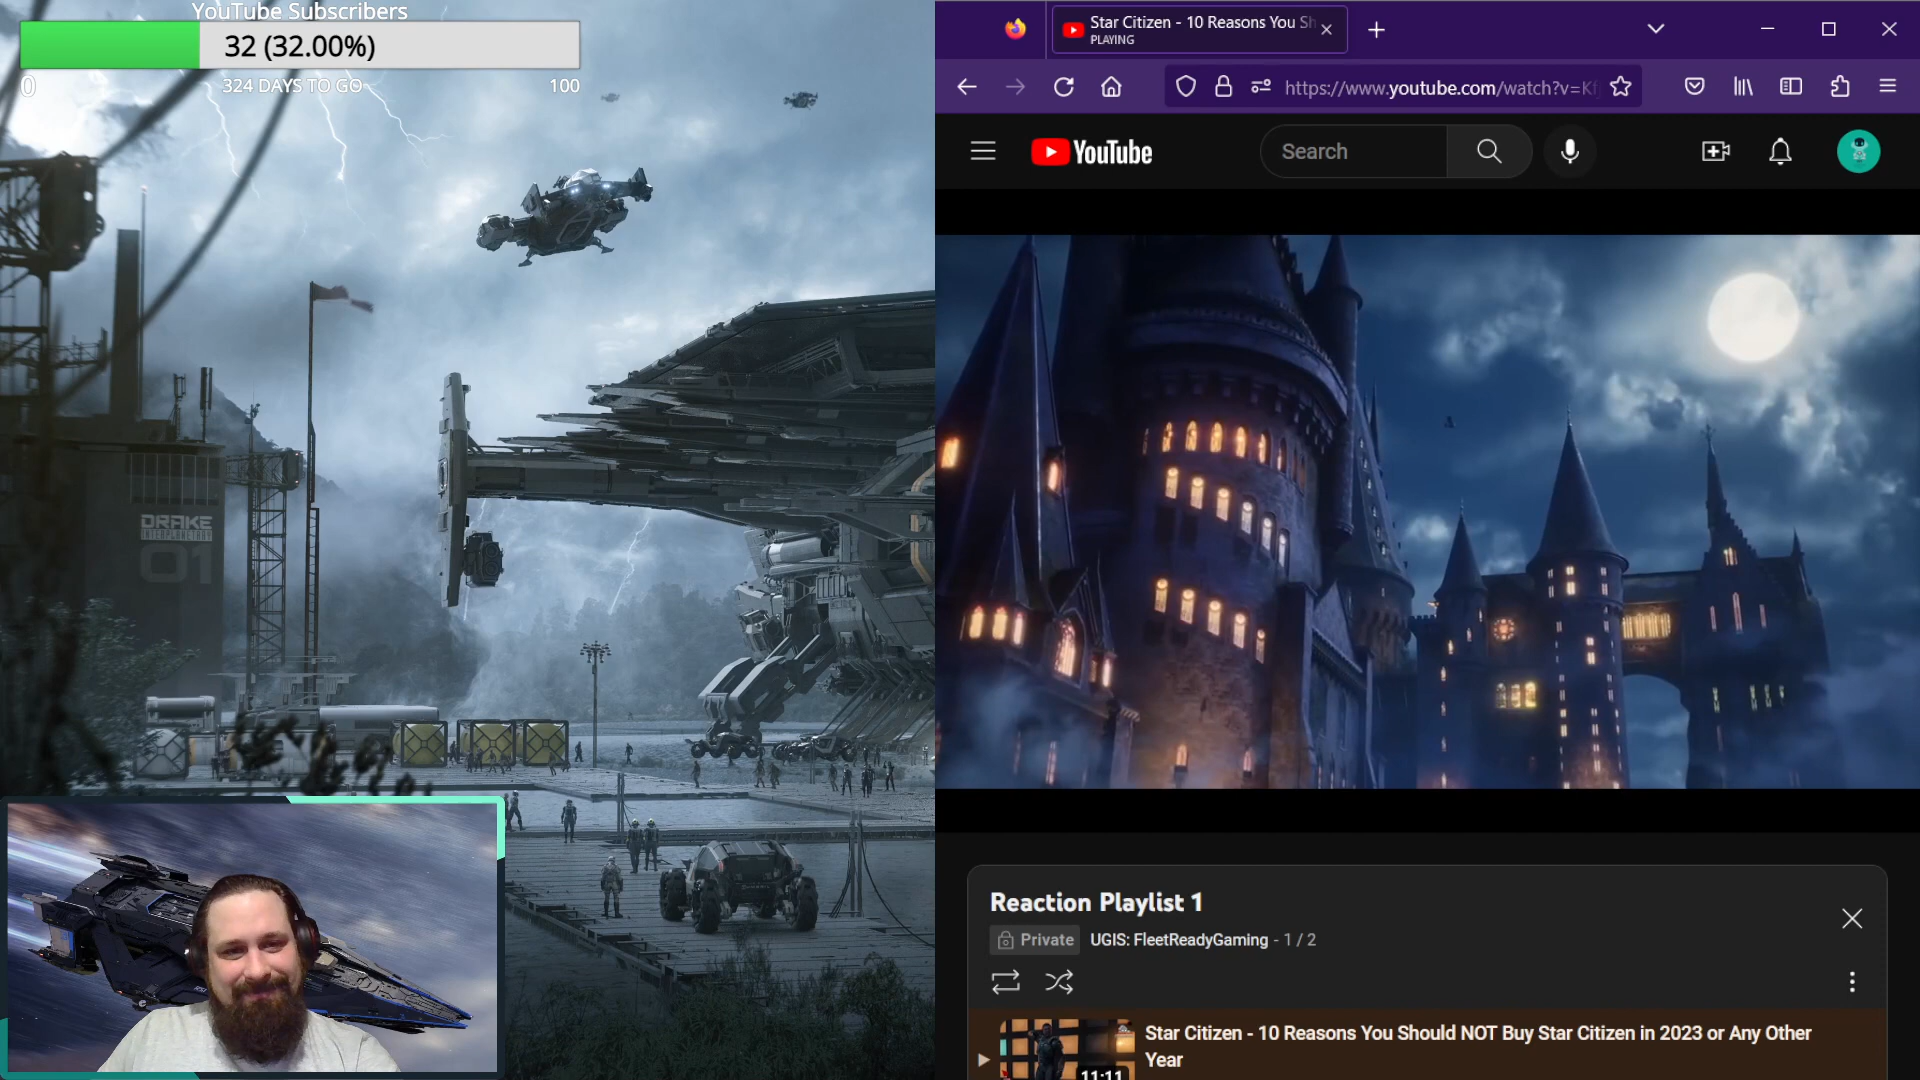 YouTube Subscribers
32 (32.00%)
0
324 DAYS TO GO
100
DRAKE
INTERPLANETARY
01
Star Citizen - 10 Reasons You Sh
PLAYING
https://www.youtube.com/watch?v=Kf
YouTube
Search
Reaction Playlist 1
Private UGIS: FleetReadyGaming - 1 / 2
Star Citizen - 10 Reasons You Should NOT Buy Star Citizen in 2023 or Any Other
Year
11:11